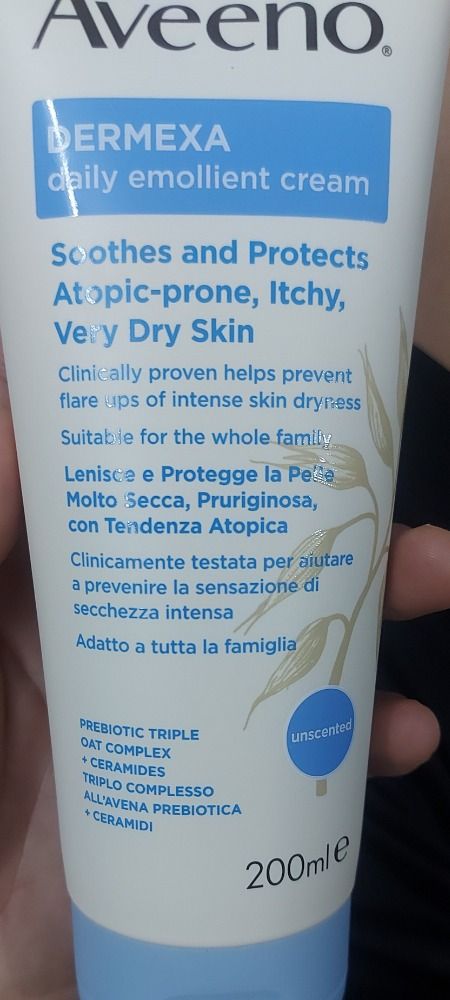 Aveeno®
DERMEXA
daily emollient cream
Soothes and Protects
Atopic-prone, Itchy,
Very Dry Skin
Clinically proven helps prevent
flare ups of intense skin dryness
Suitable for the whole family
Lenisce e Protegge la Pelle
Molto Secca, Pruriginosa,
con Tendenza Atopica
Clinicamente testata per aiutare
a prevenire la sensazione di
secchezza intensa
Adatto a tutta la famiglia
PREBIOTIC TRIPLE
OAT COMPLEX
+ CERAMIDES
TRIPLO COMPLESSO
ALL'AVENA PREBIOTICA
+ CERAMIDI
unscented
200ml e